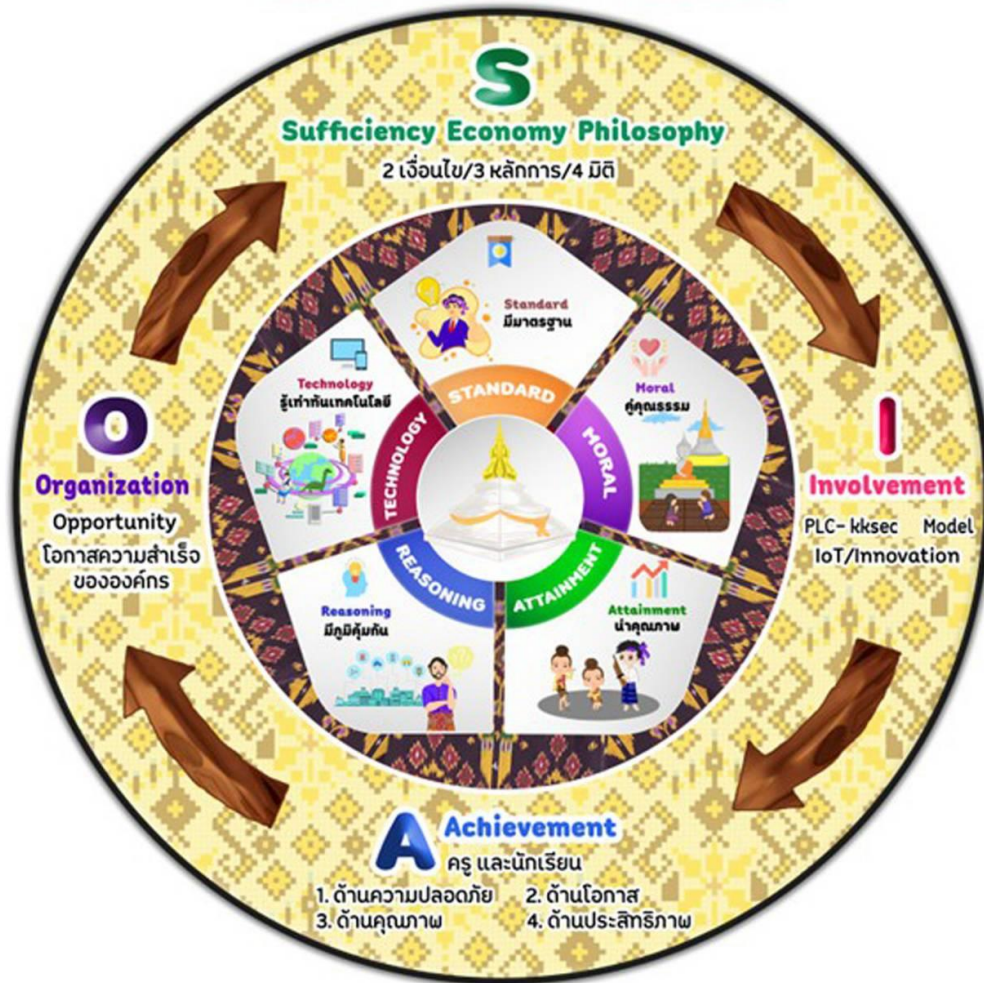 S
Sufficiency Economy Philosophy
2 เงื่อนไข/3 หลักการ/4 มิติ
I
Involvement
PLC- kksec Model
IoT/Innovation
A Achievement
ครู และนักเรียน
1. ด้านความปลอดภัย 2. ด้านโอกาส
3. ด้านคุณภาพ 4. ด้านประสิทธิภาพ
O
Organization
Opportunity
โอกาสความสำเร็จ
ขององค์กร
Standard
มีมาตรฐาน
STANDARD
Moral
คู่คุณธรรม
MORAL
Attainment
นำคุณภาพ
ATTAINMENT
Reasoning
มีภูมิคุ้มกัน
REASONING
Technology
รู้เท่าทันเทคโนโลยี
TECHNOLOGY